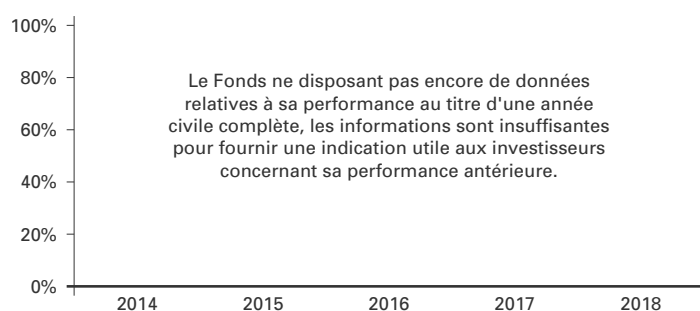 100%
80%
60%
40%
20%
0%
Le Fonds ne disposant pas encore de données
relatives à sa performance au titre d'une année
civile complète, les informations sont insuffisantes
pour fournir une indication utile aux investisseurs
concernant sa performance antérieure.
2014 2015 2016 2017 2018